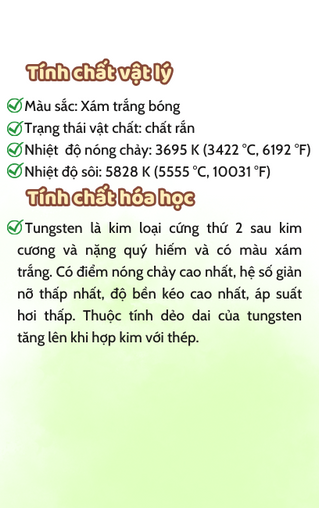 Tính chất vật lý
Màu sắc: Xám trắng bóng
Trạng thái vật chất: chất rắn
Nhiệt độ nóng chảy: 3695 K (3422 °C, 6192 °F)
Nhiệt độ sôi: 5828 K (5555 °C, 10031 °F)
Tính chất hóa học
Tungsten là kim loại cứng thứ 2 sau kim
cương và nặng quý hiếm và có màu xám
trắng. Có điểm nóng chảy cao nhất, hệ số giản
nỡ thấp nhất, độ bền kéo cao nhất, áp suất
hơi thấp. Thuộc tính dẻo dai của tungsten
tăng lên khi hợp kim với thép.